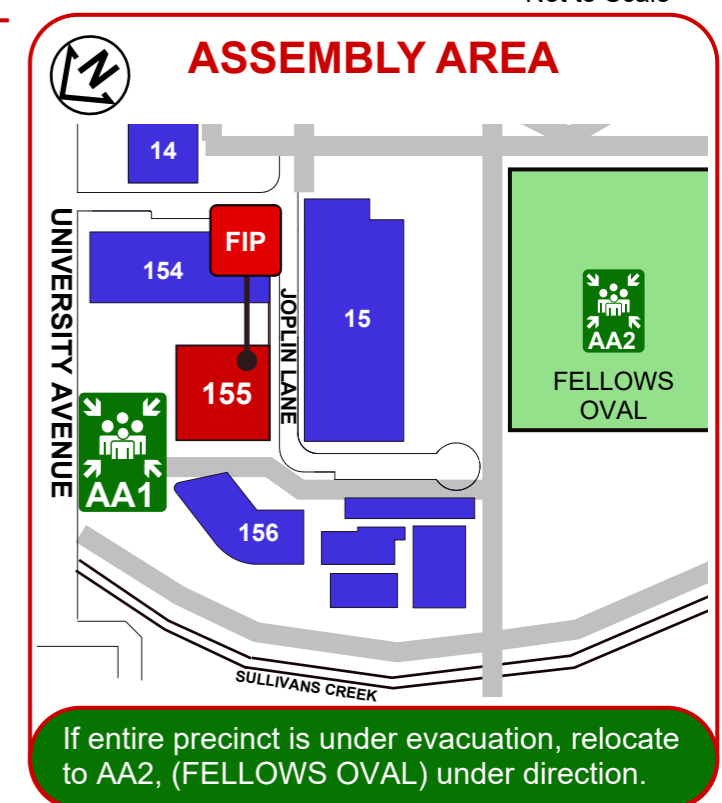 N
ASSEMBLY AREA
14
UNIVERSITY AVENUE
FIP
154
JOPLIN LANE
15
AA2
FELLOWS
OVAL
155
AA1
156
SULLIVANS CREEK
If entire precinct is under evacuation, relocate
to AA2, (FELLOWS OVAL) under direction.